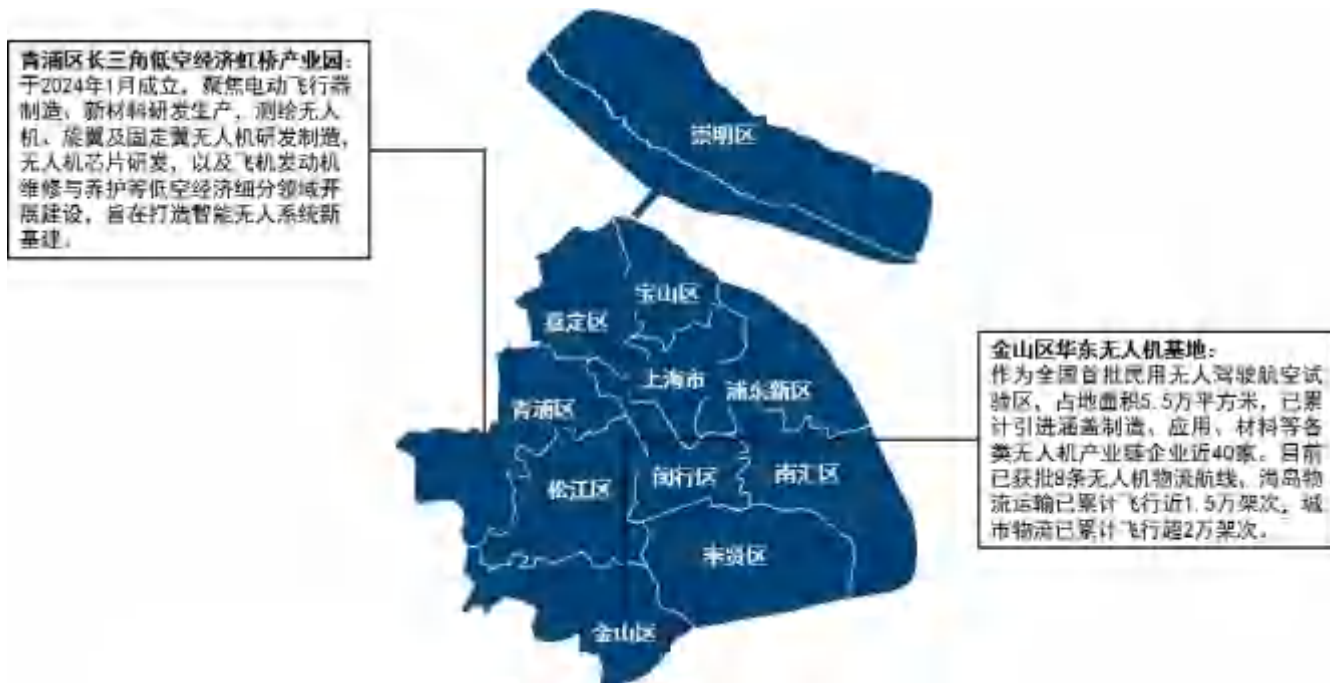 青浦区长三角低空经济虹桥产业园：
于2024年1月成立，聚焦电动飞行器
制造、新材料研发生产，测绘无人
机、旋翼及固定翼无人机研发制造，
无人机芯片研发，以及飞机发动机
维修与养护等低空经济细分领域开
展建设，旨在打造智能无人系统新
基建。
崇明区
宝山区
嘉定区
上海市
浦东新区
青浦区
松江区
闵行区
南汇区
奉贤区
金山区
金山区华东无人机基地：
作为全国首批民用无人驾驶航空试
验区，占地面积5.5万平方米，已累
计引进涵盖制造、应用、材料等各
类无人机产业链企业近40家。目前
已获批8条无人机物流航线，海岛物
流运输已累计飞行近1.5万架次，城
市物流已累计飞行超2万架次。